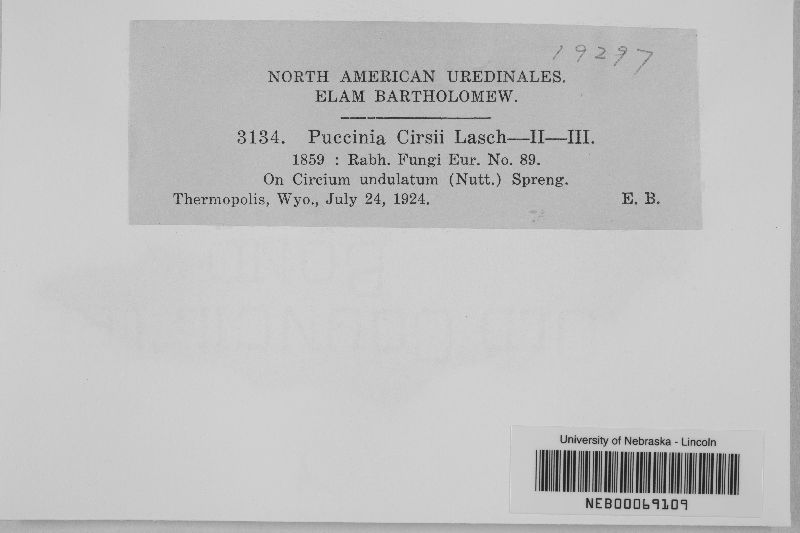 19297
NORTH AMERICAN UREDINALES.
ELAM BARTHOLOMEW.
3134. Puccinia Cirsii Lasch—II—III.
1859 : Rabh. Fungi Eur. No. 89.
On Circium undulatum (Nutt.) Spreng.
Thermopolis, Wyo., July 24, 1924. E. B.
University of Nebraska - Lincoln
NEB00069109